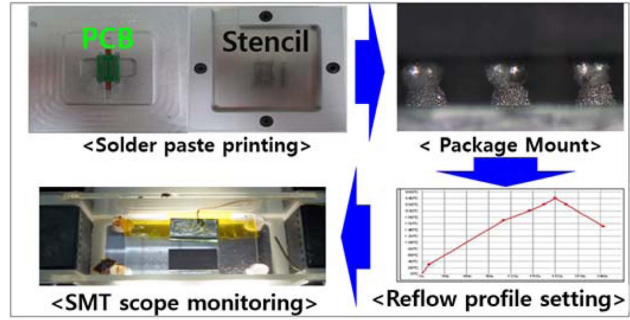 PCB
Stencil
<Solder paste printing>
< Package Mount>
<SMT scope monitoring>
<Reflow profile setting>